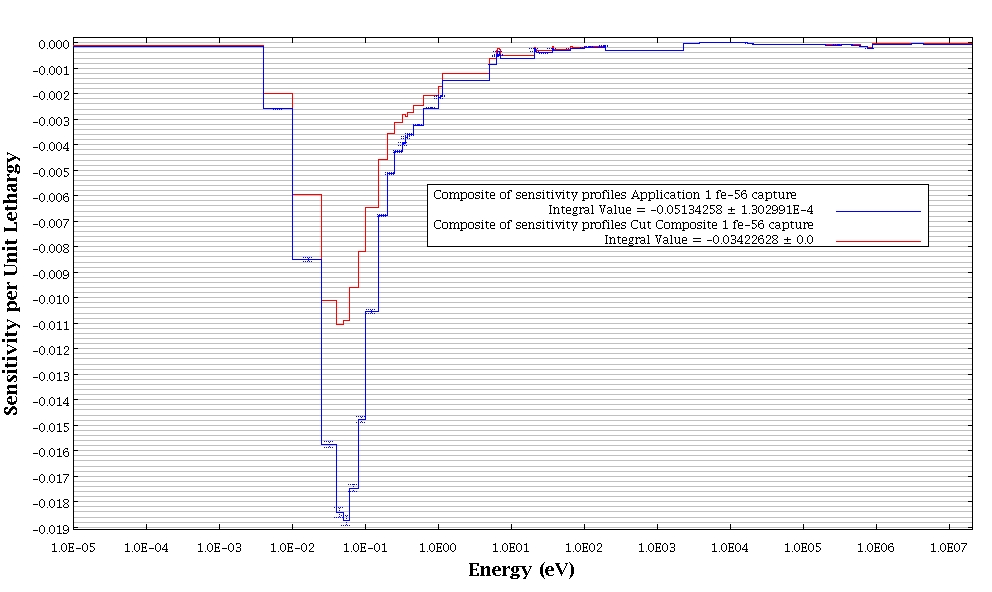 0.000
-0.001
-0.002
-0.003
-0.004
-0.005
-0.006
-0.007
-0.008
-0.009
-0.010
-0.011
-0.012
-0.013
-0.014
-0.015
-0.016
-0.017
-0.018
-0.019
Sensitivity per Unit Lethargy
Composite of sensitivity profiles Application 1 fe-56 capture
Integral Value = -0.05134258 ± 1.302991E-4
Composite of sensitivity profiles Cut Composite 1 fe-56 capture
Integral Value = -0.03422628 ± 0.0
1.0E-05 1.0E-04 1.0E-03 1.0E-02 1.0E-01 1.0E00 1.0E01 1.0E02 1.0E03 1.0E04 1.0E05 1.0E06 1.0E07
Energy (eV)